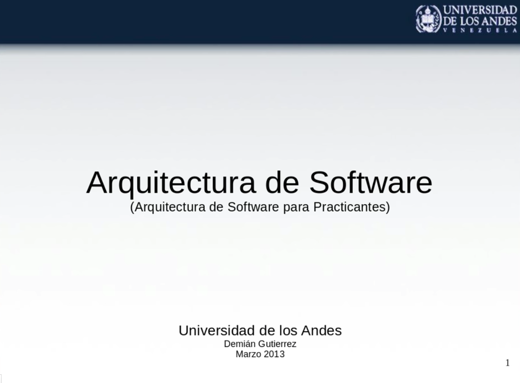 UNIVERSIDAD
DE LOS ANDES
VENEZUELA
Arquitectura de Software
(Arquitectura de Software para Practicantes)
Universidad de los Andes
Demián Gutierrez
Marzo 2013
1